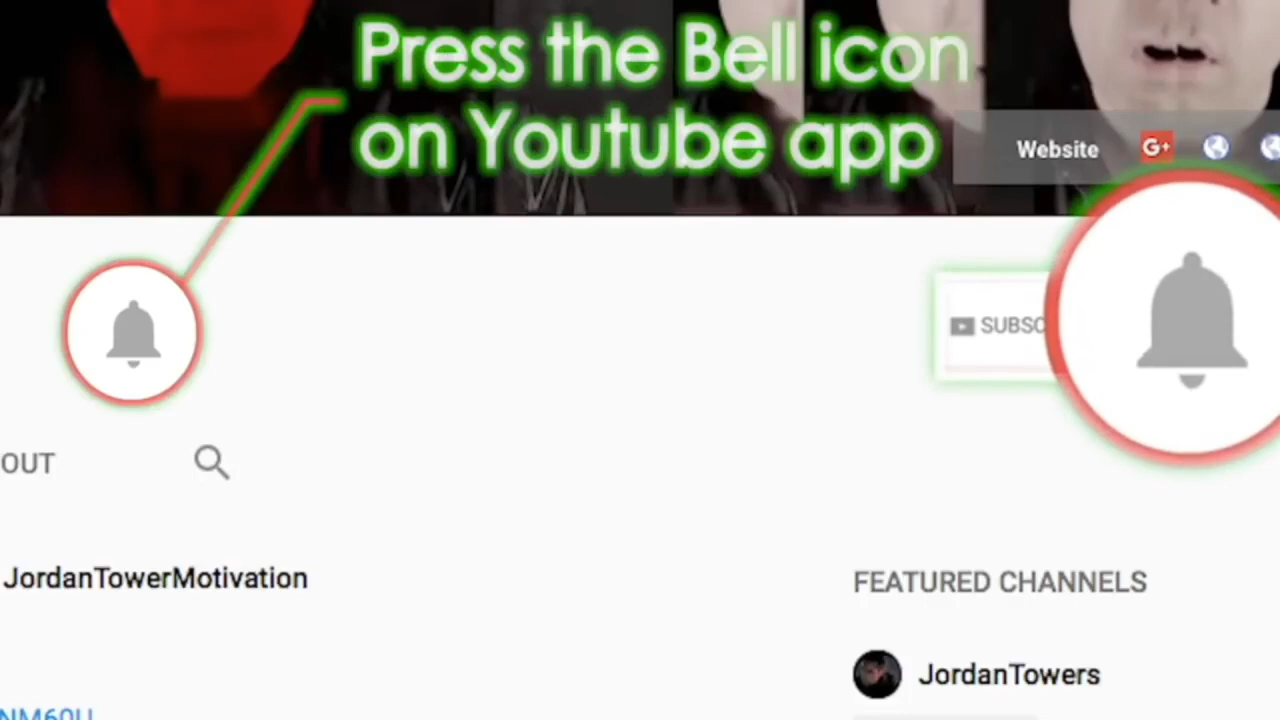 Press the Bell icon
on Youtube app
Website
G+
SUBSC
OUT
JordanTowerMotivation
FEATURED CHANNELS
JordanTowers